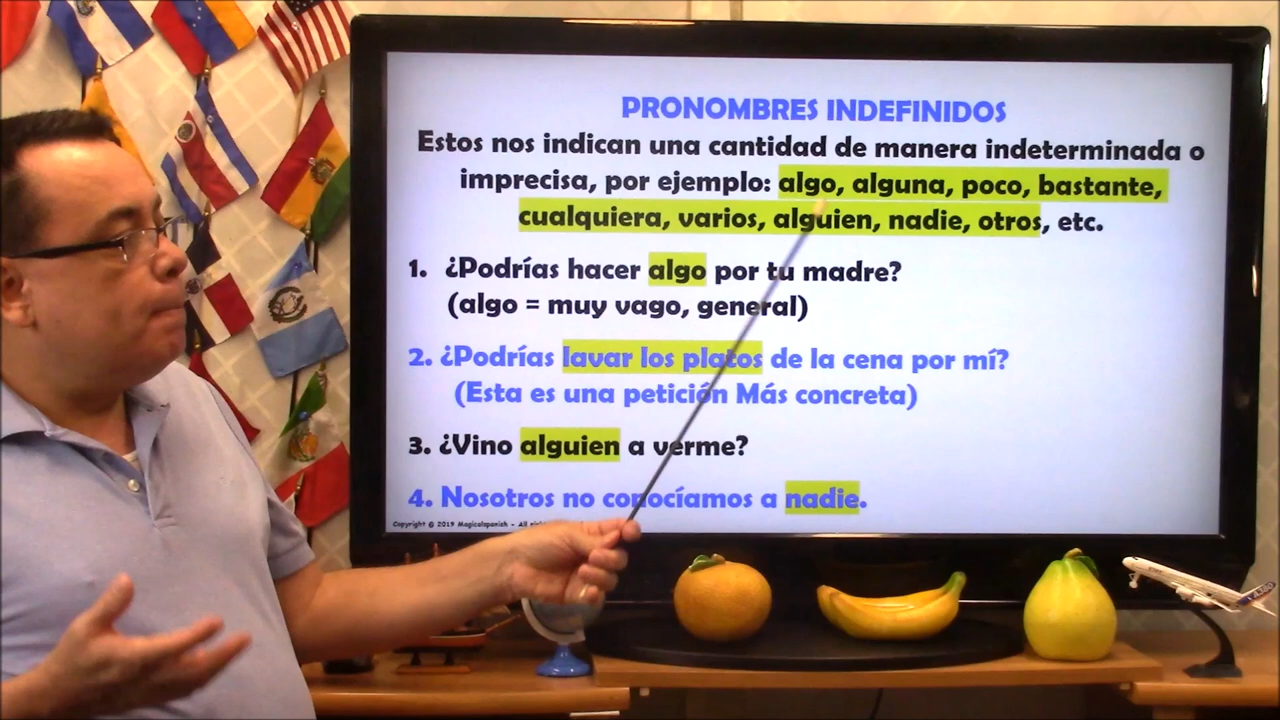 PRONOMBRES INDEFINIDOS
Estos nos indican una cantidad de manera indeterminada o
imprecisa, por ejemplo: algo, alguna, poco, bastante,
cualquiera, varios, alguien, nadie, otros, etc.
1. ¿Podrías hacer algo por tu madre?
(algo = muy vago, general)
2. ¿Podrías lavar los platos de la cena por mí?
(Esta es una petición Más concreta)
3. ¿Vino alguien a verme?
4. Nosotros no conocíamos a nadie.
Copyright © 2019 Magicalspanish - All